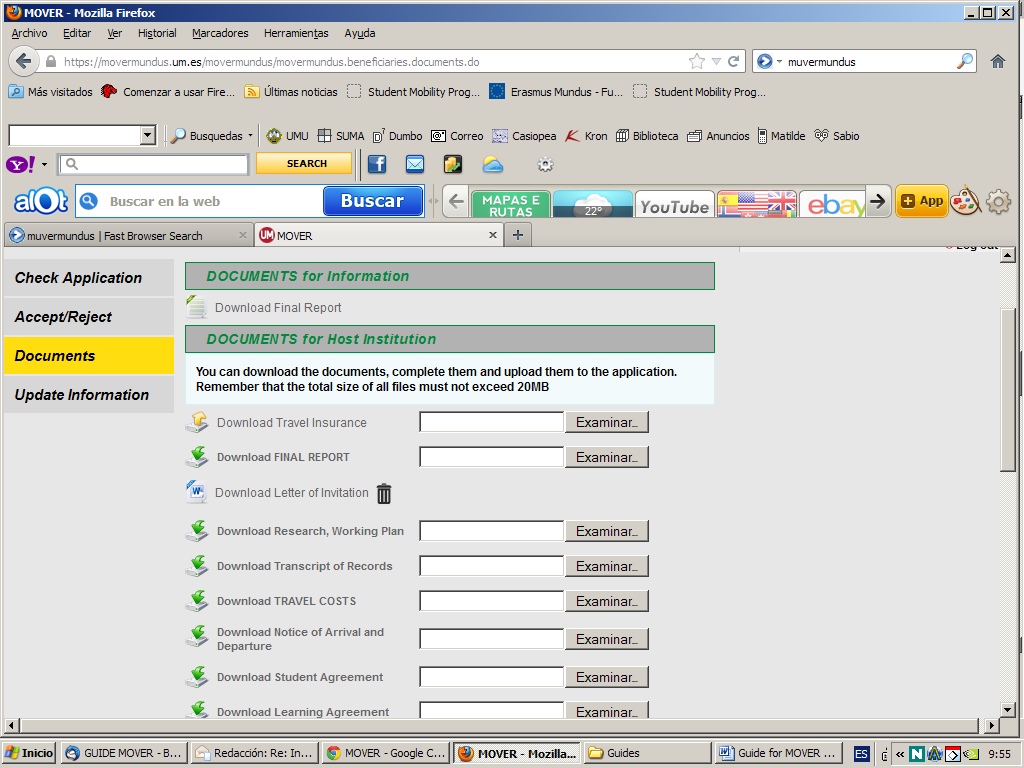 MOVER - Mozilla Firefox
Archivo Editar Ver Historial Marcadores Herramientas Ayuda
https://movermundus.um.es/movermundus/movermundus.beneficiaries.documents.do
muvermundus
Más visitados Comenzar a usar Fire... Últimas noticias Student Mobility Prog... Erasmus Mundus - Fu... Student Mobility Prog...
Busquedas UMU SUMA Dumbo Correo Casiopea Kron Biblioteca Anuncios Matilde Sabio
Y! SEARCH
alot Buscar en la web Buscar MAPAS E RUTAS 22° YouTube ebay App
muvermundus | Fast Browser Search UM MOVER
Log out
Check Application
Accept/Reject
Documents
Update Information
DOCUMENTS for Information
Download Final Report
DOCUMENTS for Host Institution
You can download the documents, complete them and upload them to the application.
Remember that the total size of all files must not exceed 20MB
Download Travel Insurance Examinar...
Download FINAL REPORT Examinar...
Download Letter of Invitation
Download Research, Working Plan Examinar...
Download Transcript of Records Examinar...
Download TRAVEL COSTS Examinar...
Download Notice of Arrival and
Departure Examinar...
Download Student Agreement Examinar...
Download Learning Agreement Examinar...
Inicio GUIDE MOVER - B... Redacción: Re: In... MOVER - Google C... MOVER - Mozilla... Guides Guide for MOVER ... ES « 9:55